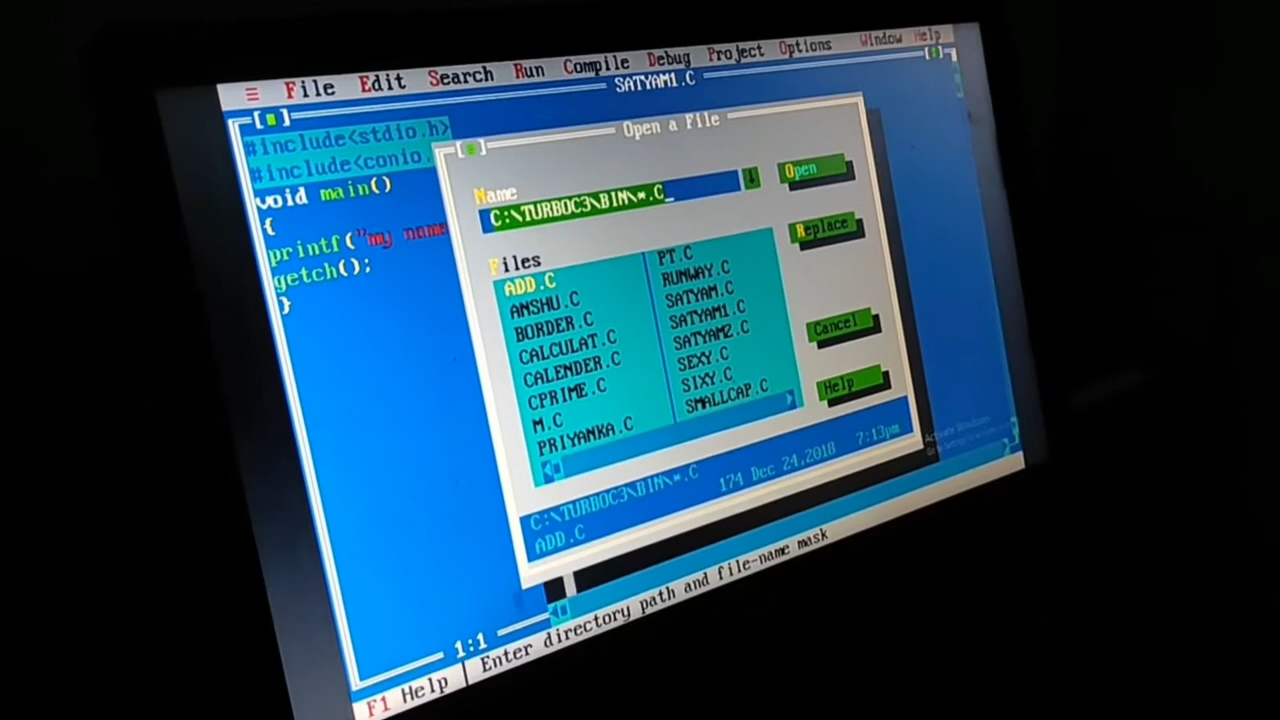 ≡ File Edit Search Run Compile Debug Project Options Window Help
SATYAM1.C
#include<stdio.h>
#include<conio.
void main()
{
printf("my name
getch();
}
Open a File
Name
C:\TURBOC3\BIN\*.C
Open
Replace
Cancel
Help
Files
ADD.C
ANSHU.C
BORDER.C
CALCULAT.C
CALENDER.C
CPRIME.C
M.C
PRIYANKA.C
PT.C
RUNWAY.C
SATYAM.C
SATYAM1.C
SATYAM2.C
SEXY.C
SIXY.C
SMALLCAP.C
C:\TURBOC3\BIN\*.C
ADD.C 174 Dec 24,2018 7:13pm
Activate Windows
1:1
F1 Help | Enter directory path and file-name mask